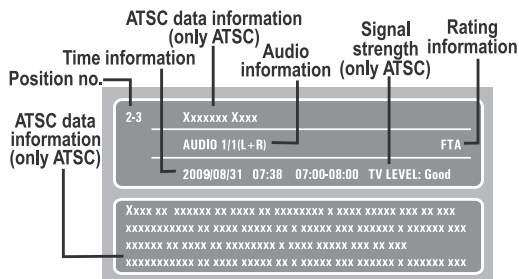 ATSC data information
(only ATSC)
Signal
strength
(only ATSC)
Rating
information
Time information
Audio
information
Position no.
ATSC data
information
(only ATSC)
2-3 Xxxxxxx Xxxx
AUDIO 1/1(L+R) FTA
2009/08/31 07:38 07:00-08:00 TV LEVEL: Good
Xxxx xx xxxxxx xx xxxx xx xxxxxxxx x xxxx xxxxx xxx xx xxx
xxxxxxxxxxx xx xxxx xxxxx xx x xxxxx xxx xxxxxx x xxxxxx xxx
xxxxxx xx xxxx xx xxxxxxxx x xxxx xxxxx xxx xx xxx
xxxxxxxxxxx xx xxxx xxxxx xx x xxxxx xxx xxxxxx x xxxxxx xxx